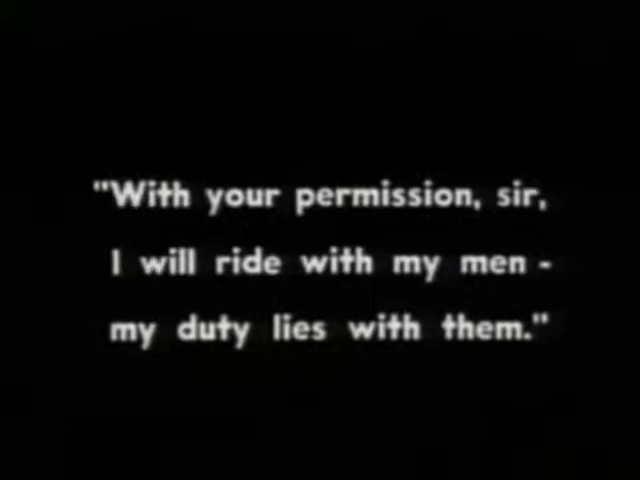 "With your permission, sir,
I will ride with my men -
my duty lies with them."